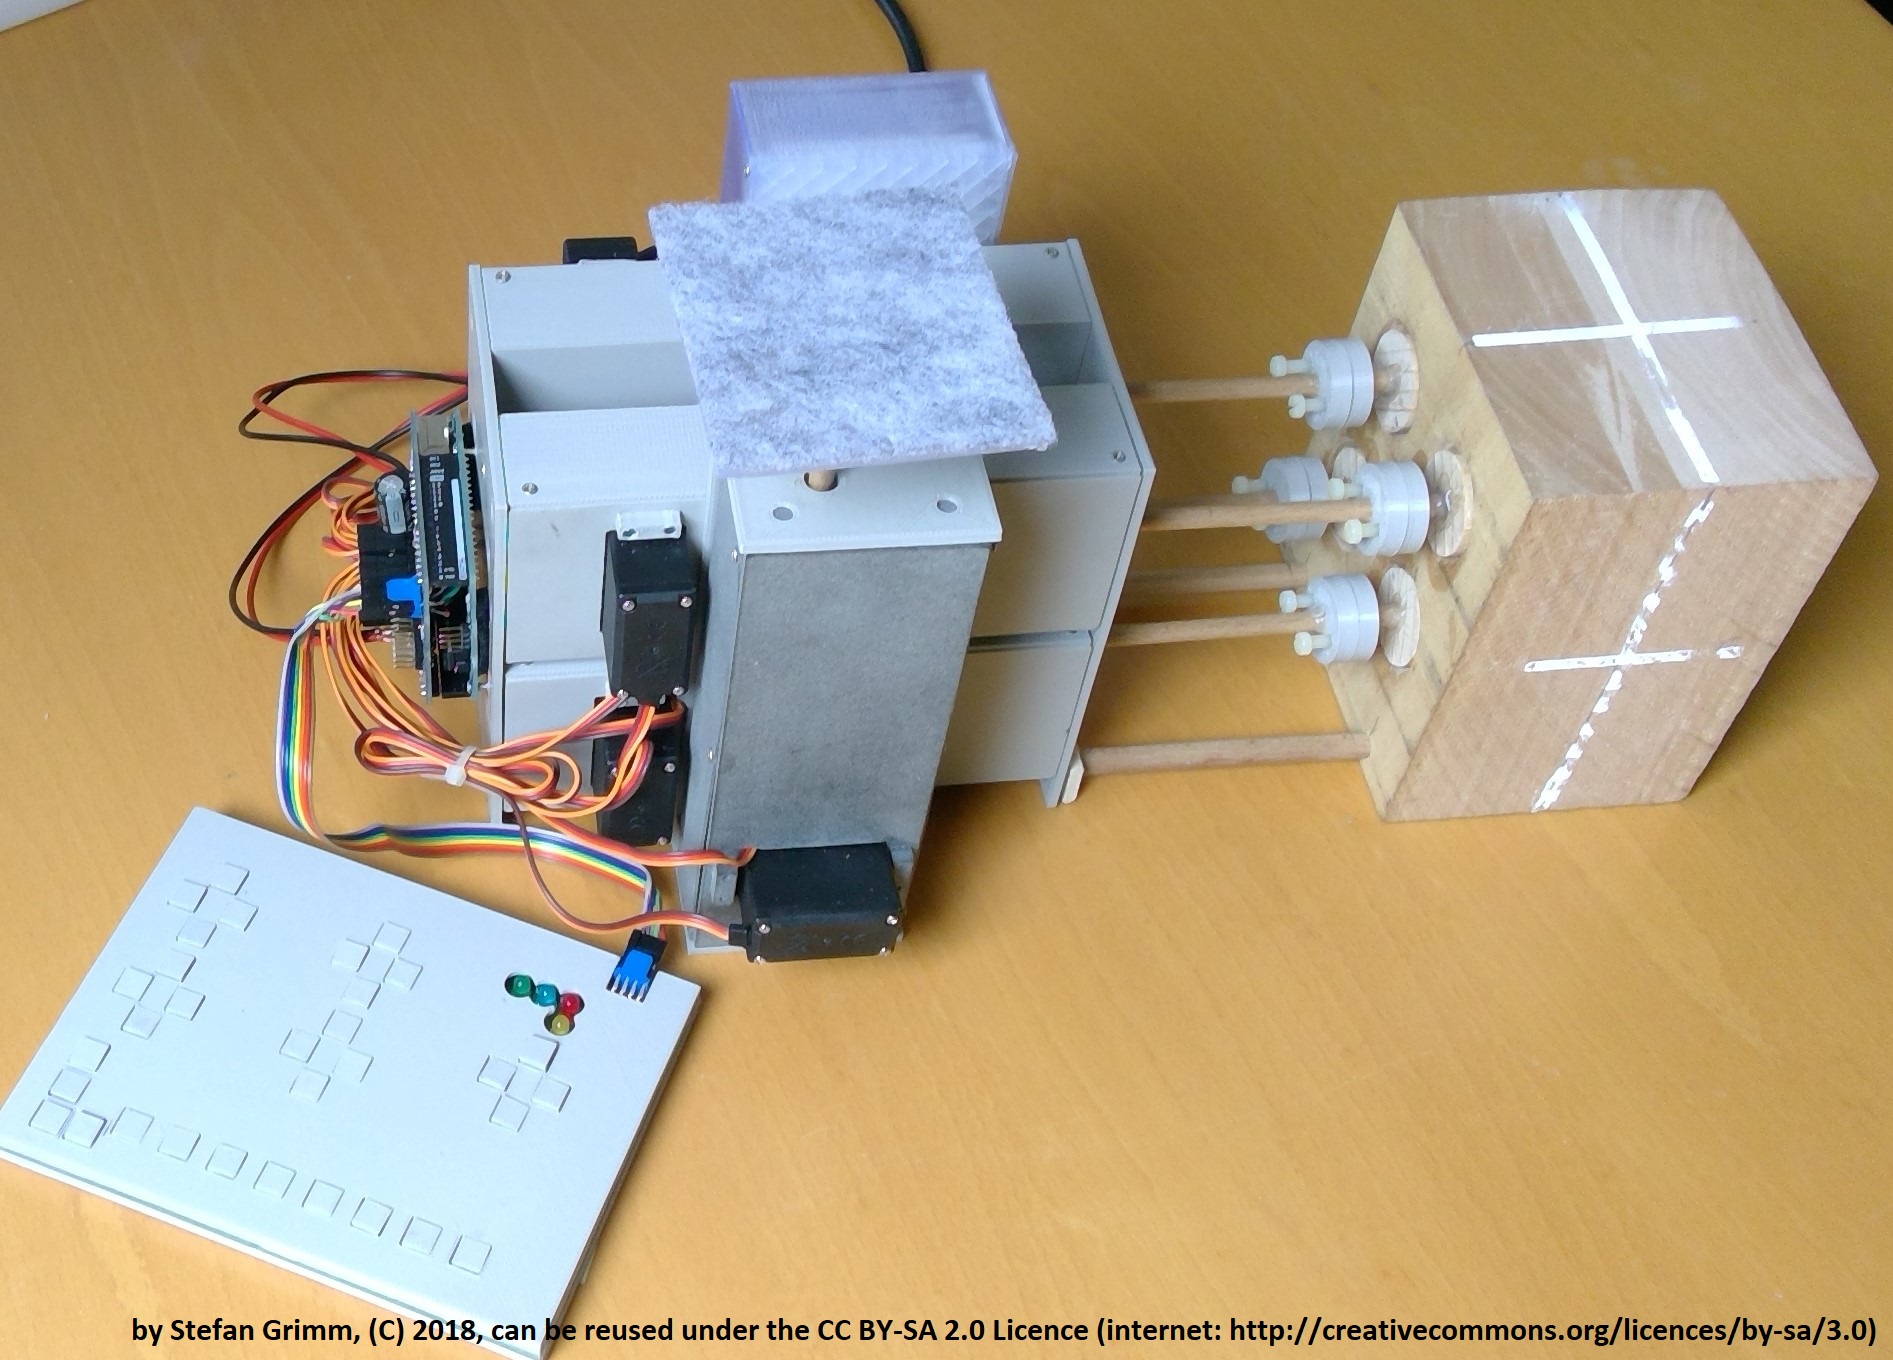 by Stefan Grimm, (C) 2018, can be reused under the CC BY-SA 2.0 Licence (internet: http://creativecommons.org/licences/by-sa/3.0)